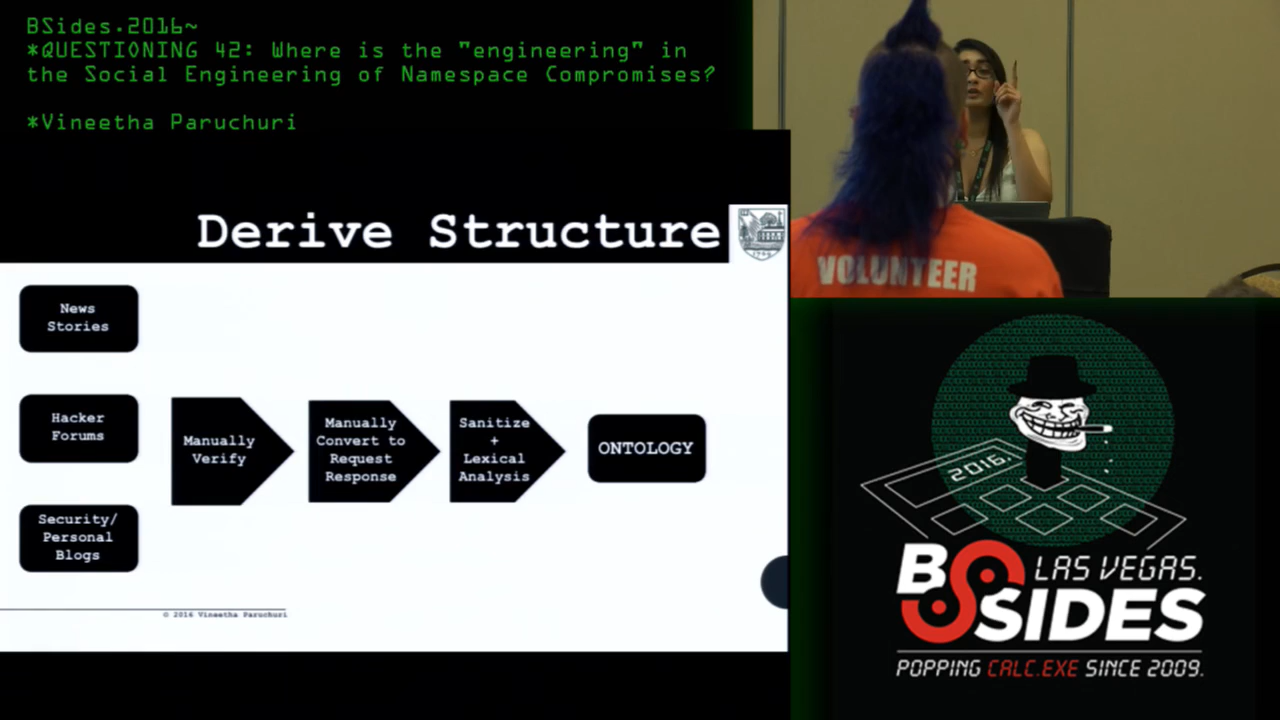 BSides.2016~
*QUESTIONING 42: Where is the "engineering" in
the Social Engineering of Namespace Compromises?
*Vineetha Paruchuri
Derive Structure
News
Stories
Hacker
Forums
Security/
Personal
Blogs
Manually
Verify
Manually
Convert to
Request
Response
Sanitize
+
Lexical
Analysis
ONTOLOGY
© 2016 Vineetha Paruchuri
VOLUNTEER
2016.
BSIDES
LAS VEGAS.
POPPING CALC.EXE SINCE 2009.